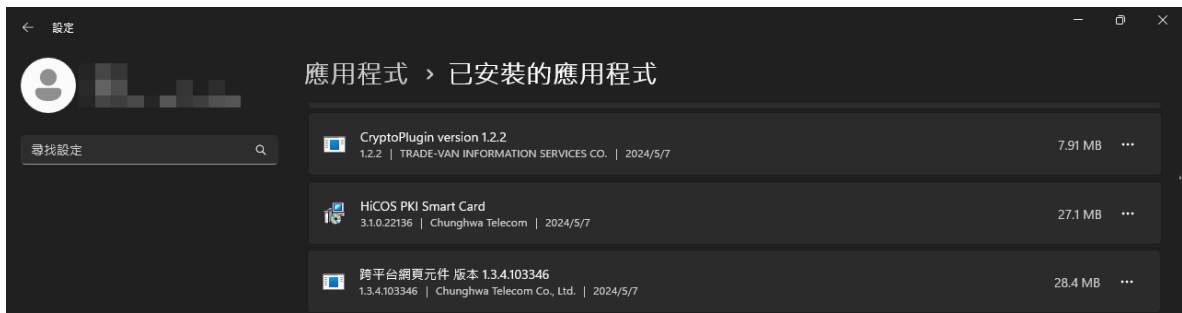 設定
應用程式 › 已安裝的應用程式
尋找設定
CryptoPlugin version 1.2.2
1.2.2 | TRADE-VAN INFORMATION SERVICES CO. | 2024/5/7
7.91 MB
HiCOS PKI Smart Card
3.1.0.22136 | Chunghwa Telecom | 2024/5/7
27.1 MB
跨平台網頁元件 版本 1.3.4.103346
1.3.4.103346 | Chunghwa Telecom Co., Ltd. | 2024/5/7
28.4 MB